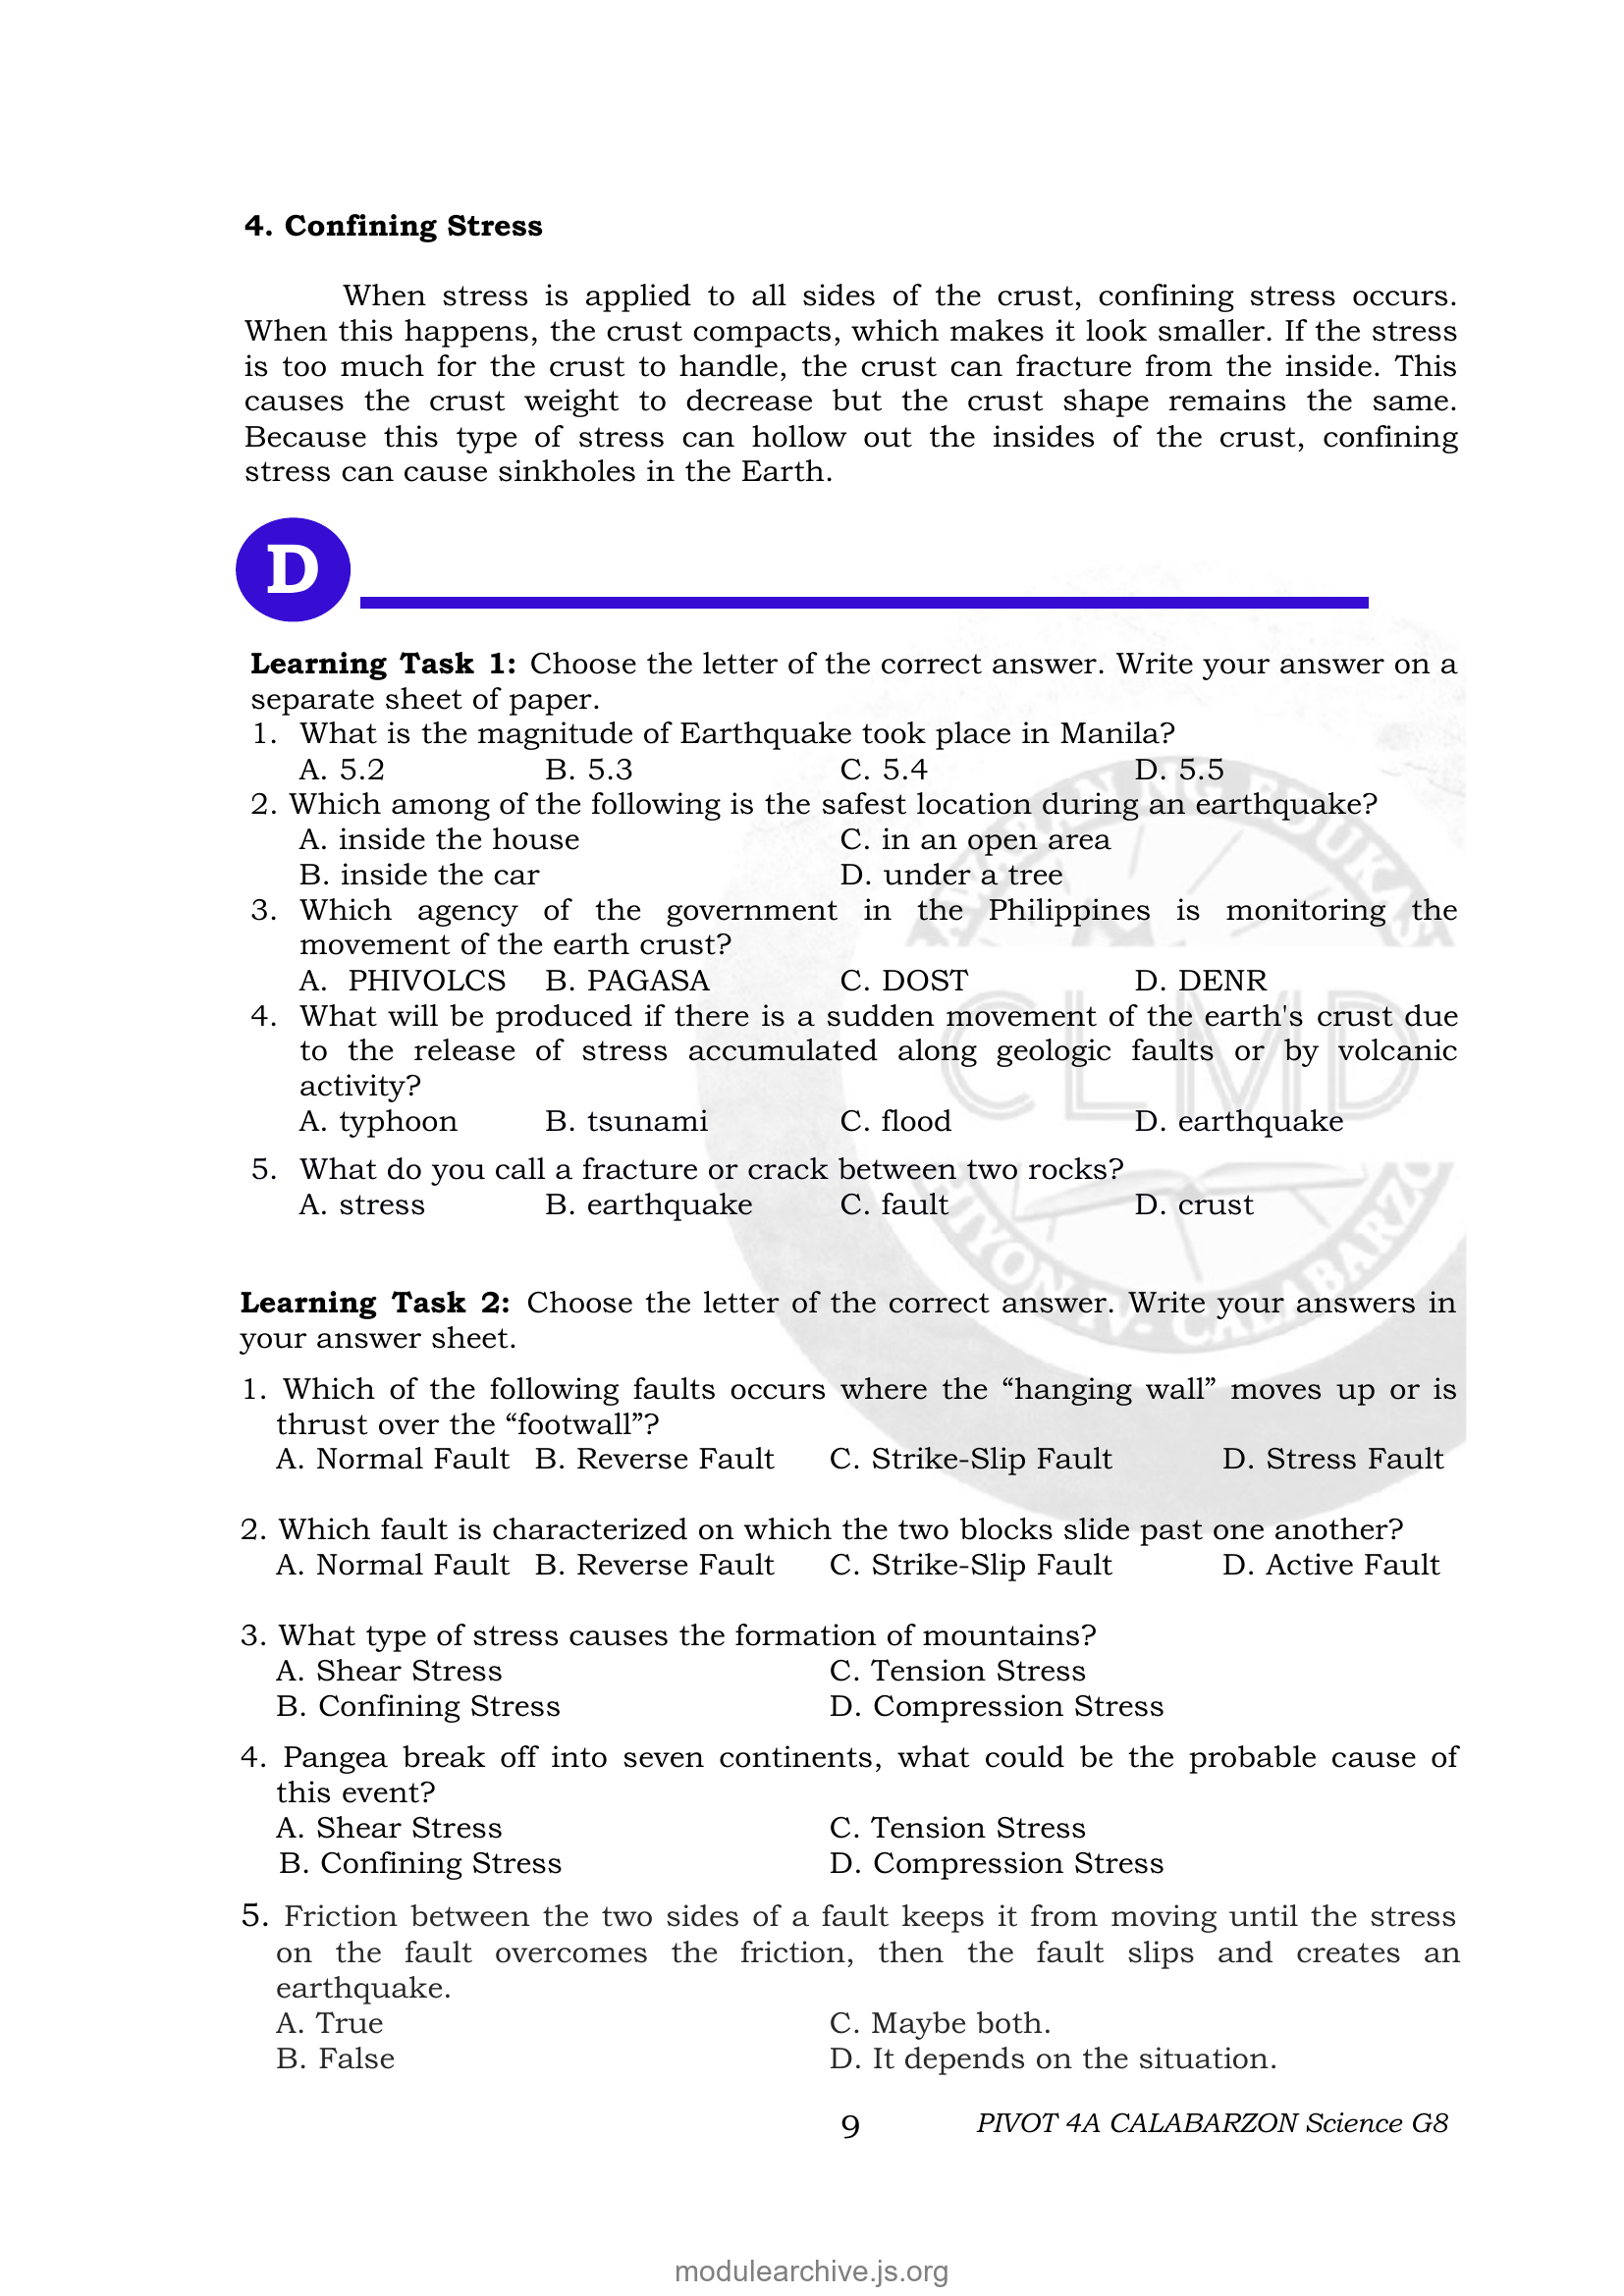 4. Confining Stress
When stress is applied to all sides of the crust, confining stress occurs.
When this happens, the crust compacts, which makes it look smaller. If the stress
is too much for the crust to handle, the crust can fracture from the inside. This
causes the crust weight to decrease but the crust shape remains the same.
Because this type of stress can hollow out the insides of the crust, confining
stress can cause sinkholes in the Earth.
D
Learning Task 1: Choose the letter of the correct answer. Write your answer on a
separate sheet of paper.
1. What is the magnitude of Earthquake took place in Manila?
A. 5.2 B. 5.3 C. 5.4 D. 5.5
2. Which among of the following is the safest location during an earthquake?
A. inside the house C. in an open area
B. inside the car D. under a tree
3. Which agency of the government in the Philippines is monitoring the
movement of the earth crust?
A. PHIVOLCS B. PAGASA C. DOST D. DENR
4. What will be produced if there is a sudden movement of the earth's crust due
to the release of stress accumulated along geologic faults or by volcanic
activity?
A. typhoon B. tsunami C. flood D. earthquake
5. What do you call a fracture or crack between two rocks?
A. stress B. earthquake C. fault D. crust
CLMD
Learning Task 2: Choose the letter of the correct answer. Write your answers in
your answer sheet.
1. Which of the following faults occurs where the “hanging wall” moves up or is
thrust over the “footwall”?
A. Normal Fault B. Reverse Fault C. Strike-Slip Fault D. Stress Fault
2. Which fault is characterized on which the two blocks slide past one another?
A. Normal Fault B. Reverse Fault C. Strike-Slip Fault D. Active Fault
3. What type of stress causes the formation of mountains?
A. Shear Stress C. Tension Stress
B. Confining Stress D. Compression Stress
4. Pangea break off into seven continents, what could be the probable cause of
this event?
A. Shear Stress C. Tension Stress
B. Confining Stress D. Compression Stress
5. Friction between the two sides of a fault keeps it from moving until the stress
on the fault overcomes the friction, then the fault slips and creates an
earthquake.
A. True C. Maybe both.
B. False D. It depends on the situation.
9 PIVOT 4A CALABARZON Science G8
modulearchive.js.org